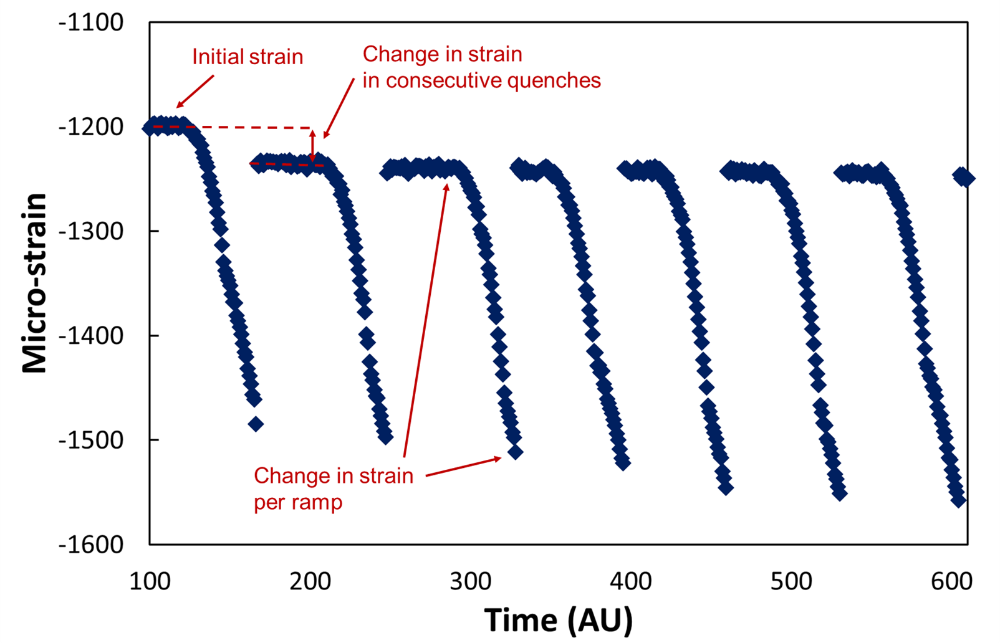 -1100
Initial strain
Change in strain
in consecutive quenches
-1200
-1300
Micro-strain
-1400
-1500
Change in strain
per ramp
-1600
100 200 300 400 500 600
Time (AU)